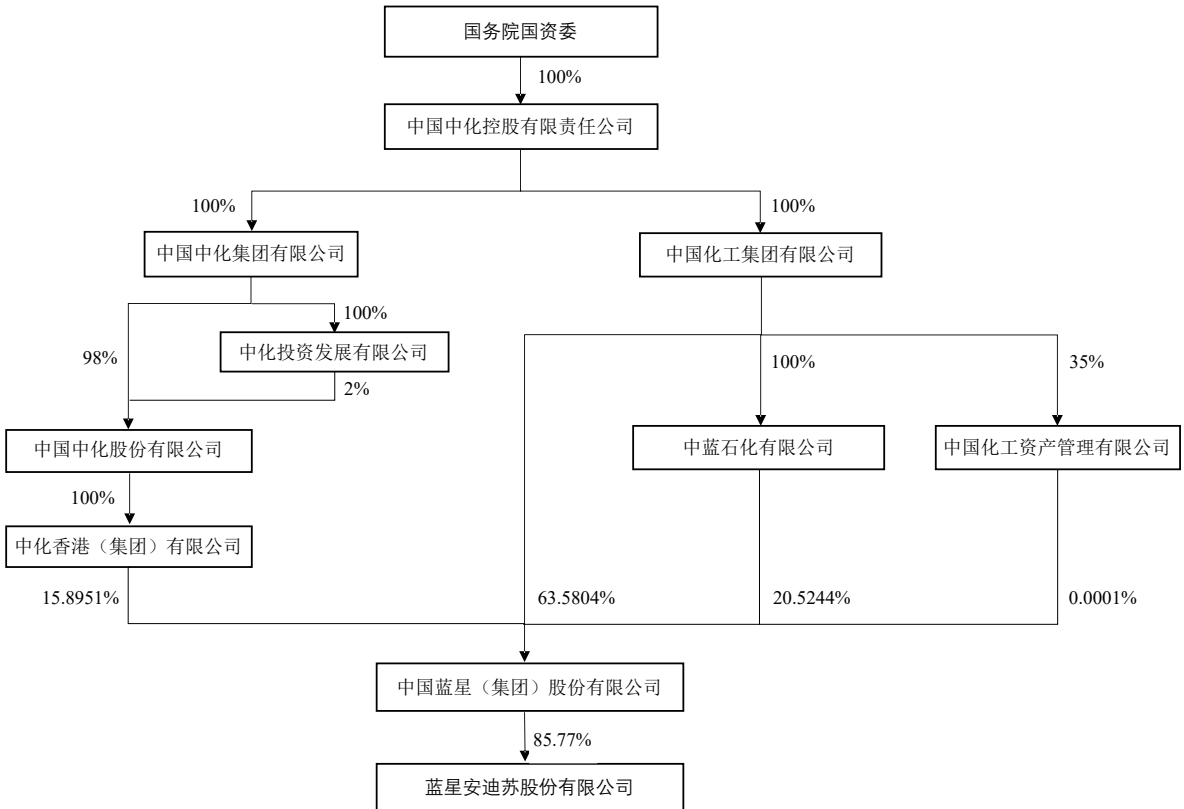 国务院国资委
100%
中国中化控股有限责任公司
100%
100%
中国中化集团有限公司
中国化工集团有限公司
100%
中化投资发展有限公司
98%
2%
100%
35%
中国中化股份有限公司
中蓝石化有限公司
中国化工资产管理有限公司
100%
中化香港（集团）有限公司
15.8951%
63.5804%
20.5244%
0.0001%
中国蓝星（集团）股份有限公司
85.77%
蓝星安迪苏股份有限公司